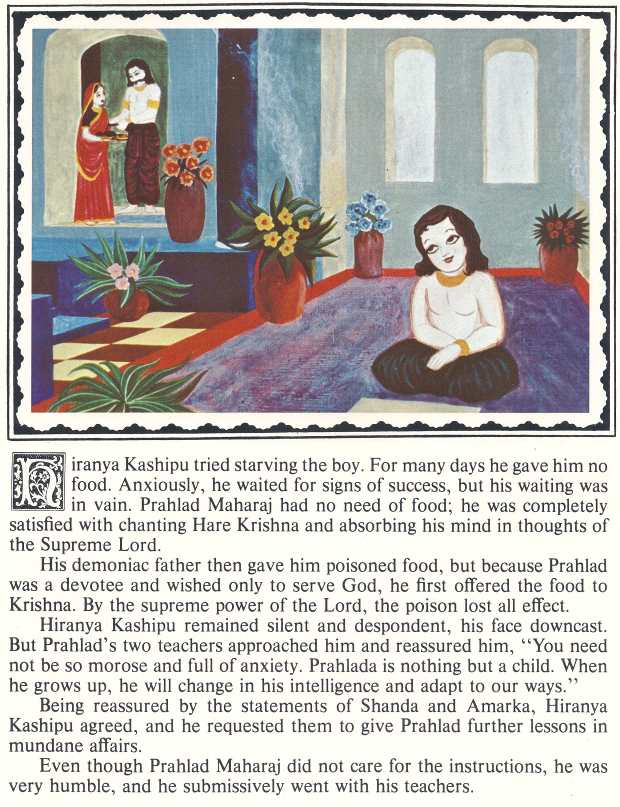 Hiranya Kashipu tried starving the boy. For many days he gave him no
food. Anxiously, he waited for signs of success, but his waiting was
in vain. Prahlad Maharaj had no need of food; he was completely
satisfied with chanting Hare Krishna and absorbing his mind in thoughts of
the Supreme Lord.
His demoniac father then gave him poisoned food, but because Prahlad
was a devotee and wished only to serve God, he first offered the food to
Krishna. By the supreme power of the Lord, the poison lost all effect.
Hiranya Kashipu remained silent and despondent, his face downcast.
But Prahlad's two teachers approached him and reassured him, “You need
not be so morose and full of anxiety. Prahlada is nothing but a child. When
he grows up, he will change in his intelligence and adapt to our ways.”
Being reassured by the statements of Shanda and Amarka, Hiranya
Kashipu agreed, and he requested them to give Prahlad further lessons in
mundane affairs.
Even though Prahlad Maharaj did not care for the instructions, he was
very humble, and he submissively went with his teachers.